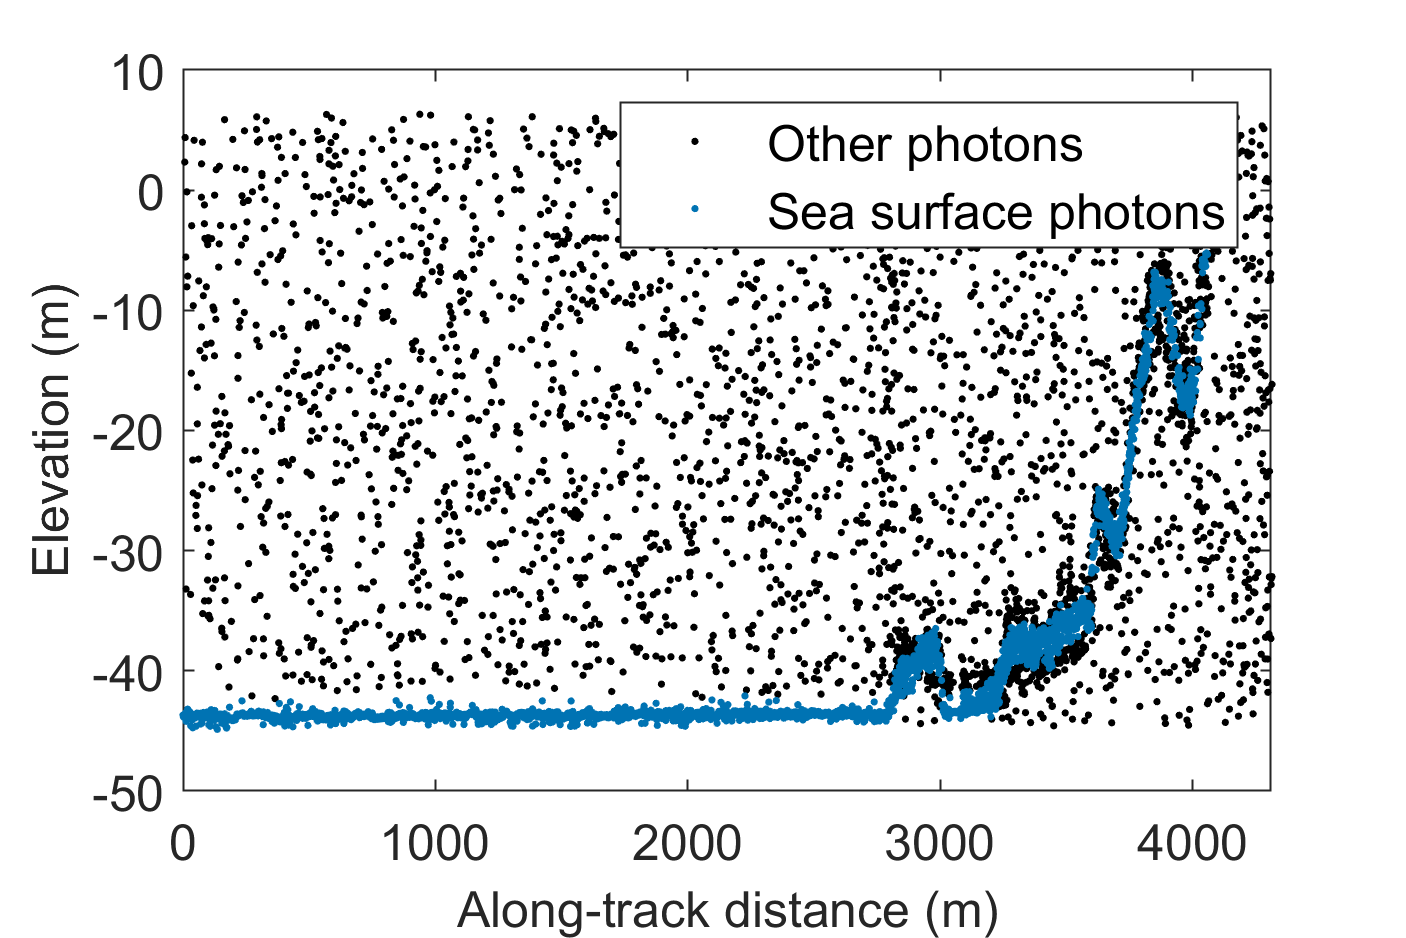 10
0
-10
-20
-30
-40
-50
Elevation (m)
Other photons
Sea surface photons
0 1000 2000 3000 4000
Along-track distance (m)